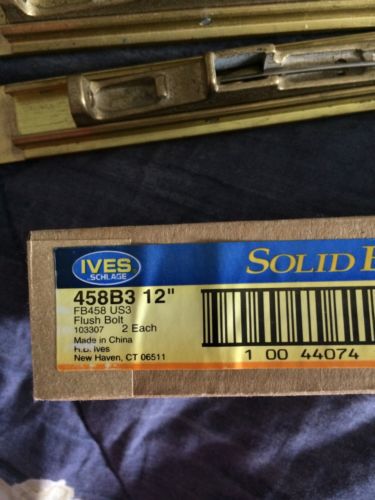 IVES
SCHLAGE
SOLID
458B3 12"
FB458 US3
Flush Bolt
103307 2 Each
Made in China
H.B. Ives
New Haven, CT 06511
1 00 44074